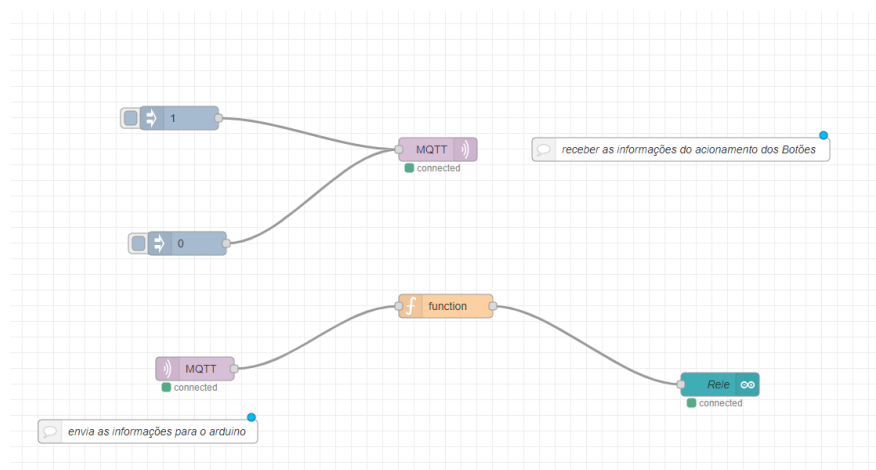 1
MQTT
receber as informações do acionamento dos Botões
connected
0
function
MQTT
connected
Rele
connected
envia as informações para o arduino